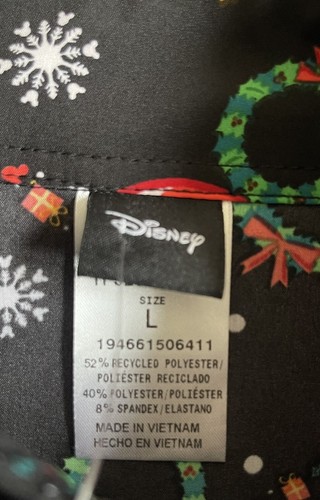 Disney
SIZE
L
194661506411
52% RECYCLED POLYESTER/
POLIÉSTER RECICLADO
40% POLYESTER/POLIÉSTER
8% SPANDEX/ELASTANO
MADE IN VIETNAM
HECHO EN VIETNAM